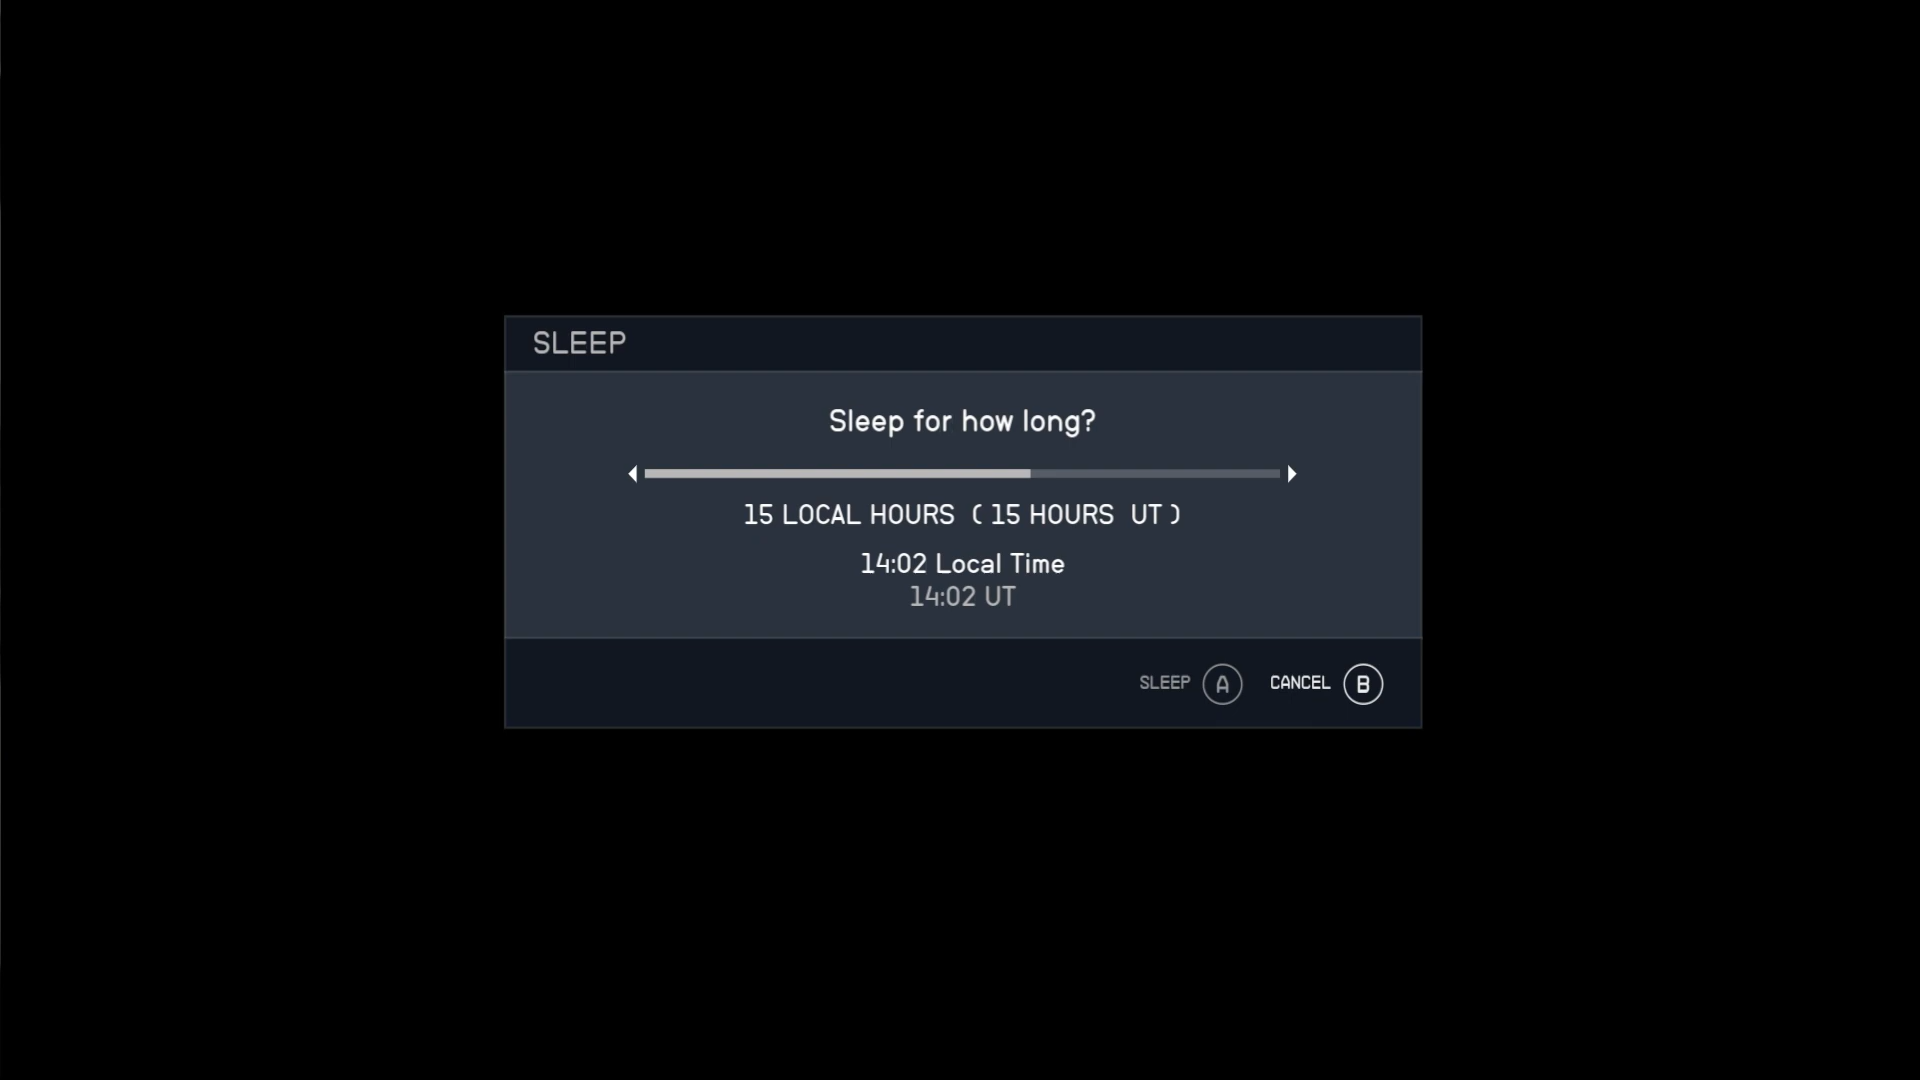 SLEEP
Sleep for how long?
15 LOCAL HOURS ( 15 HOURS UT )
14:02 Local Time
14:02 UT
SLEEP A CANCEL B